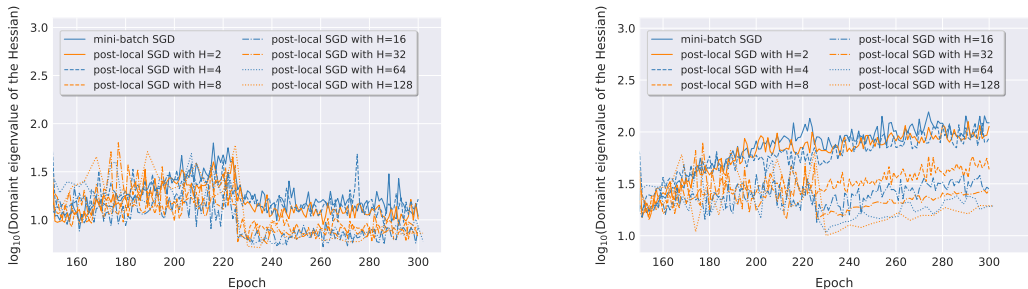 log10(Domaint eigenvalue of the Hessian)
3.0
2.5
2.0
1.5
1.0
mini-batch SGD
post-local SGD with H=2
post-local SGD with H=4
post-local SGD with H=8
post-local SGD with H=16
post-local SGD with H=32
post-local SGD with H=64
post-local SGD with H=128
160 180 200 220 240 260 280 300
Epoch
log10(Domaint eigenvalue of the Hessian)
3.0
2.5
2.0
1.5
1.0
mini-batch SGD
post-local SGD with H=2
post-local SGD with H=4
post-local SGD with H=8
post-local SGD with H=16
post-local SGD with H=32
post-local SGD with H=64
post-local SGD with H=128
160 180 200 220 240 260 280 300
Epoch